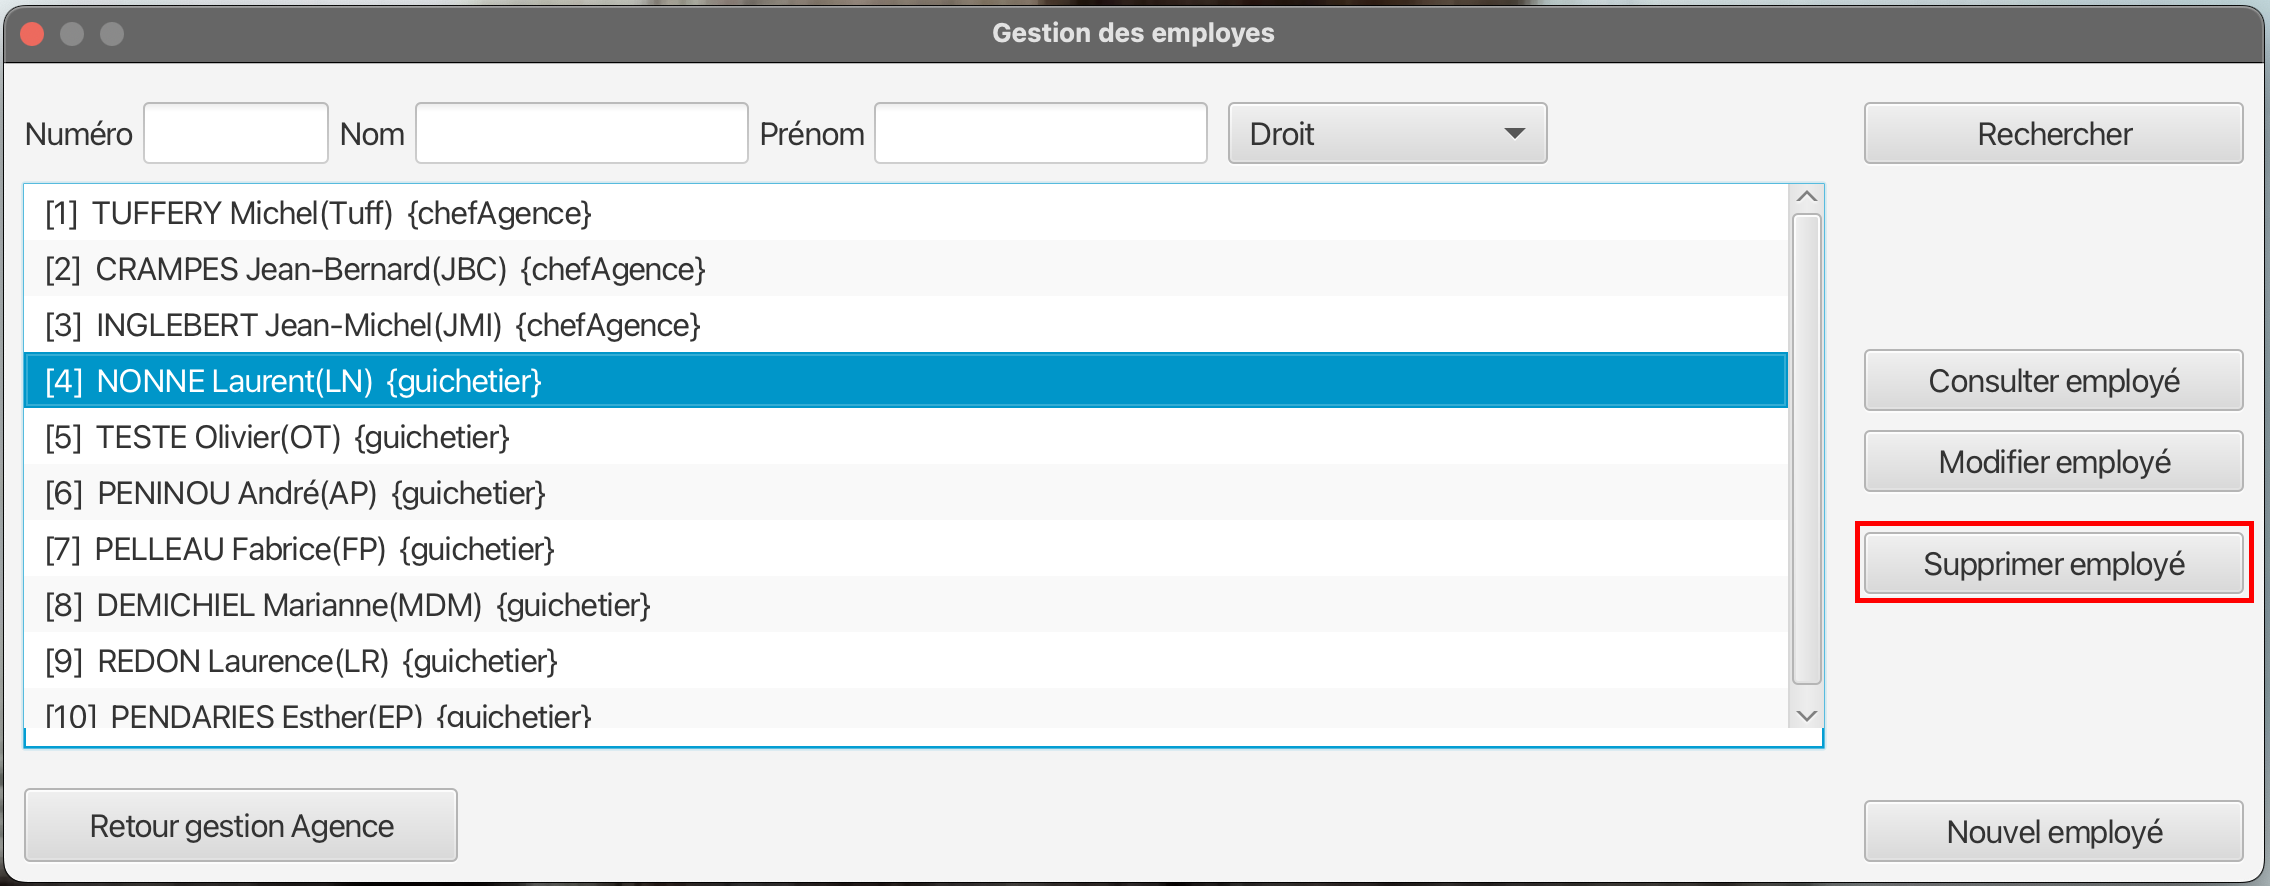 Gestion des employes
Numéro Nom Prénom Droit Rechercher
[1] TUFFERY Michel(Tuff) {chefAgence}
[2] CRAMPES Jean-Bernard(JBC) {chefAgence}
[3] INGLEBERT Jean-Michel(JMI) {chefAgence}
[4] NONNE Laurent(LN) {guichetier}
Consulter employé
[5] TESTE Olivier(OT) {guichetier}
Modifier employé
[6] PENINOU André(AP) {guichetier}
[7] PELLEAU Fabrice(FP) {guichetier}
Supprimer employé
[8] DEMICHIEL Marianne(MDM) {guichetier}
[9] REDON Laurence(LR) {guichetier}
[10] PENDARIES Esther(EP) {guichetier}
Retour gestion Agence
Nouvel employé